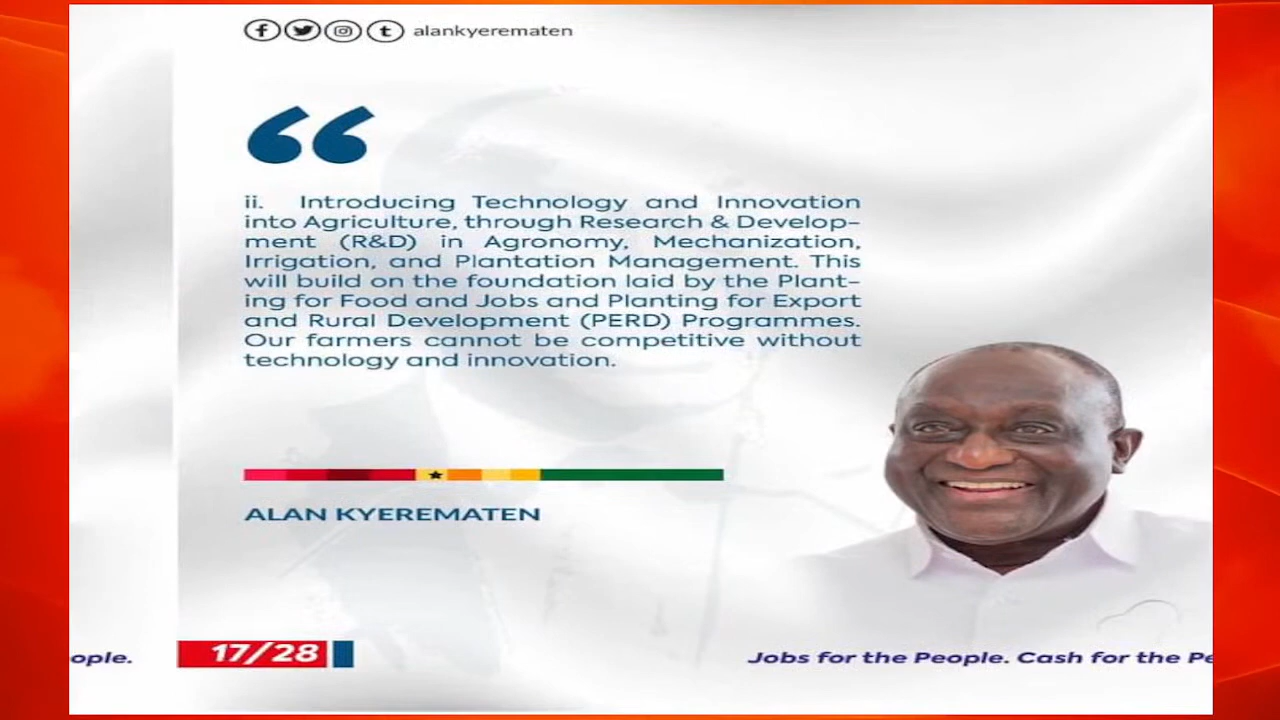 alankyerematen
ii. Introducing Technology and Innovation
into Agriculture, through Research & Develop-
ment (R&D) in Agronomy, Mechanization,
Irrigation, and Plantation Management. This
will build on the foundation laid by the Plant-
ing for Food and Jobs and Planting for Export
and Rural Development (PERD) Programmes.
Our farmers cannot be competitive without
technology and innovation.
ALAN KYEREMATEN
ople.
17/28
Jobs for the People. Cash for the Pe